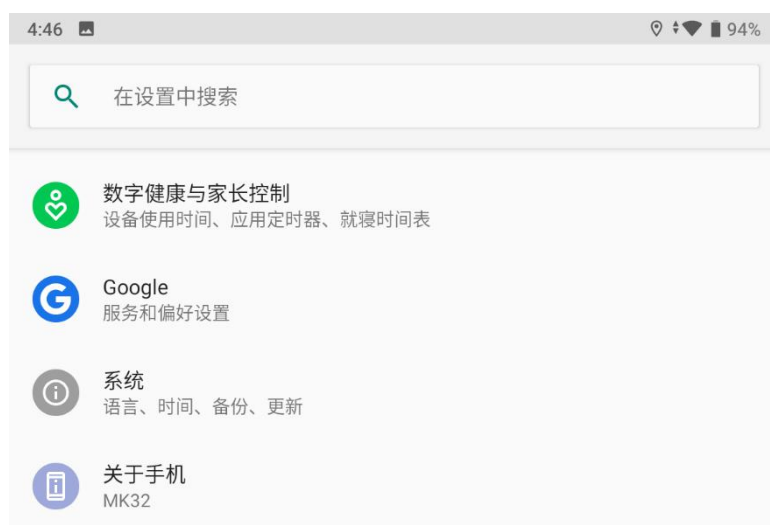 4:46
94%
在设置中搜索
数字健康与家长控制
设备使用时间、应用定时器、就寝时间表
Google
服务和偏好设置
系统
语言、时间、备份、更新
关于手机
MK32